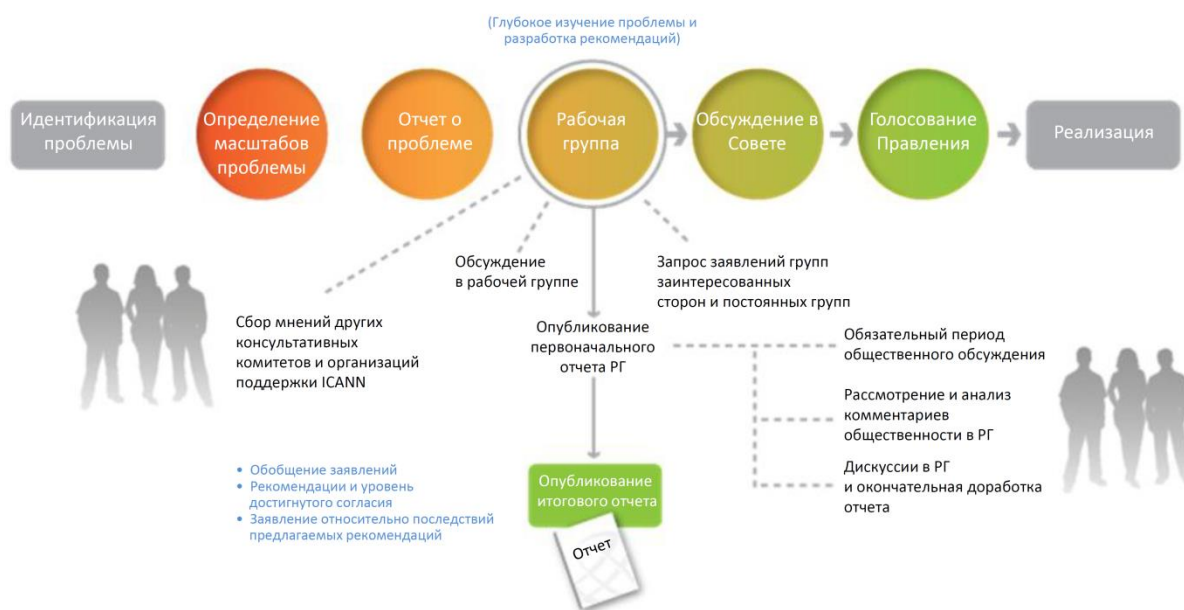 (Глубокое изучение проблемы и
разработка рекомендаций)
Идентификация
проблемы
Определение
масштабов
проблемы
Отчет о
проблеме
Рабочая
группа
Обсуждение в
Совете
Голосование
Правления
Реализация
Обсуждение
в рабочей группе
Запрос заявлений групп
заинтересованных
сторон и постоянных групп
Сбор мнений других
консультативных
комитетов и организаций
поддержки ICANN
Опубликование
первоначального
отчета РГ
Обязательный период
общественного обсуждения
Рассмотрение и анализ
комментариев
общественности в РГ
Дискуссии в РГ
и окончательная доработка
отчета
• Обобщение заявлений
• Рекомендации и уровень
достигнутого согласия
• Заявление относительно последствий
предлагаемых рекомендаций
Опубликование
итогового отчета
Отчет